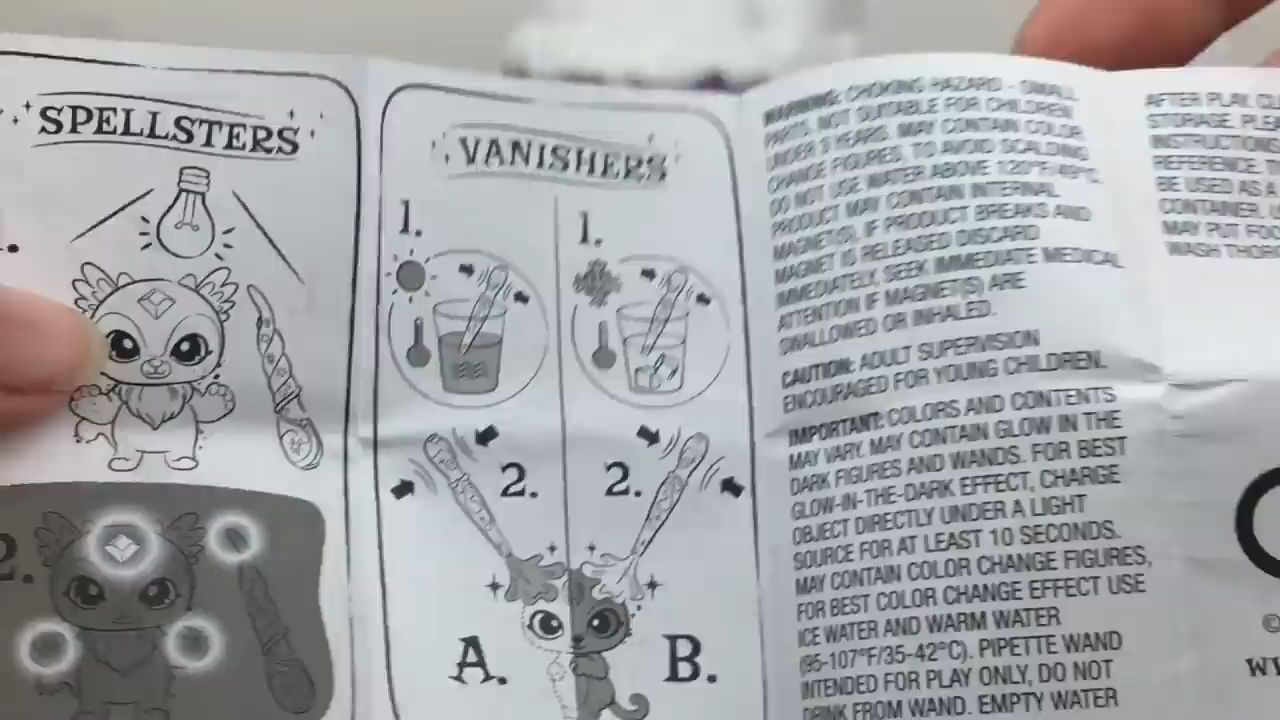 SPELLSTERS
2.
VANISHERS
1.
1.
2.
2.
A.
B.
WARNING: CHOKING HAZARD - SMALL
PARTS. NOT SUITABLE FOR CHILDREN
UNDER 3 YEARS. MAY CONTAIN COLOR
CHANGE FIGURES, TO AVOID SCALDING
DO NOT USE WATER ABOVE 120°F/49°C.
PRODUCT MAY CONTAIN INTERNAL
MAGNET(S). IF PRODUCT BREAKS AND
MAGNET IS RELEASED DISCARD
IMMEDIATELY, SEEK IMMEDIATE MEDICAL
ATTENTION IF MAGNET(S) ARE
SWALLOWED OR INHALED.
CAUTION: ADULT SUPERVISION
ENCOURAGED FOR YOUNG CHILDREN.
IMPORTANT: COLORS AND CONTENTS
MAY VARY. MAY CONTAIN GLOW IN THE
DARK FIGURES AND WANDS. FOR BEST
GLOW-IN-THE-DARK EFFECT, CHARGE
OBJECT DIRECTLY UNDER A LIGHT
SOURCE FOR AT LEAST 10 SECONDS.
MAY CONTAIN COLOR CHANGE FIGURES,
FOR BEST COLOR CHANGE EFFECT USE
ICE WATER AND WARM WATER
(95-107°F/35-42°C). PIPETTE WAND
INTENDED FOR PLAY ONLY, DO NOT
DRINK FROM WAND. EMPTY WATER
AFTER PLAY.
STORAGE.
INSTRUCTIONS
REFERENCE.
BE USED AS A
CONTAINER.
MAY PUT
WASH
©